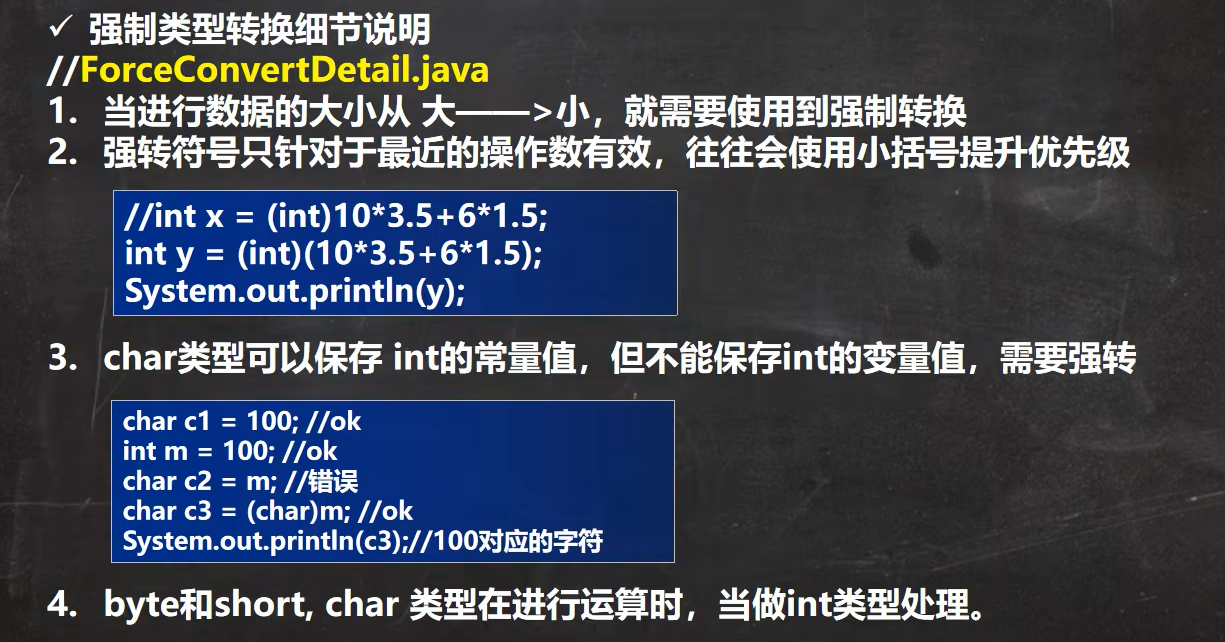 ✓ 强制类型转换细节说明
//ForceConvertDetail.java
1. 当进行数据的大小从 大——>小，就需要使用到强制转换
2. 强转符号只针对于最近的操作数有效，往往会使用小括号提升优先级
//int x = (int)10*3.5+6*1.5;
int y = (int)(10*3.5+6*1.5);
System.out.println(y);
3. char类型可以保存 int的常量值，但不能保存int的变量值，需要强转
char c1 = 100; //ok
int m = 100; //ok
char c2 = m; //错误
char c3 = (char)m; //ok
System.out.println(c3);//100对应的字符
4. byte和short, char 类型在进行运算时，当做int类型处理。